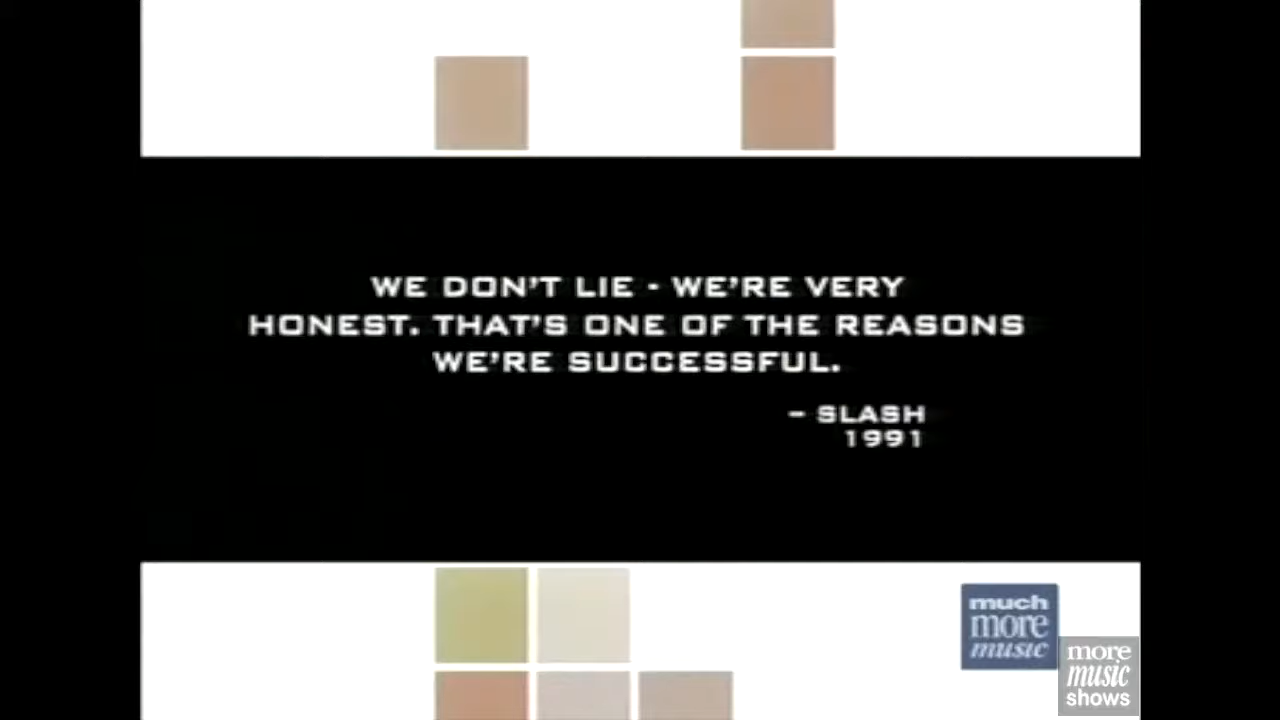 WE DON'T LIE - WE'RE VERY
HONEST. THAT'S ONE OF THE REASONS
WE'RE SUCCESSFUL.
– SLASH
1991
much
more
music
more
music
shows